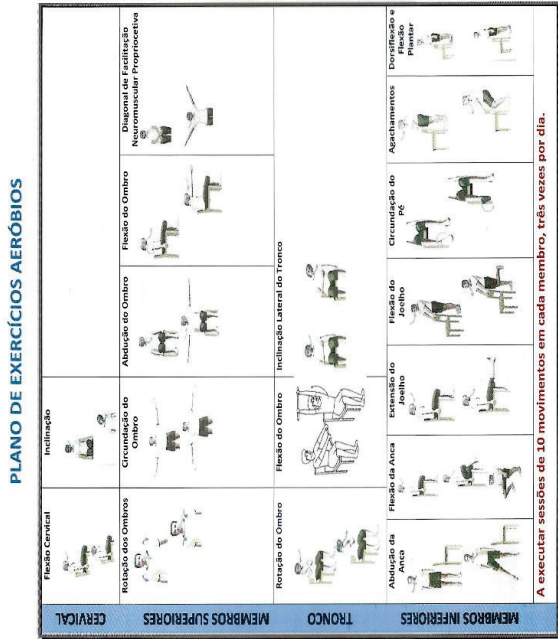 PLANO DE EXERCÍCIOS AERÓBIOS
CERVICAL
Flexão Cervical
Inclinação
MEMBROS SUPERIORES
Rotação dos Ombros
Circundação do
Ombro
Abdução do Ombro
Flexão do Ombro
Diagonal de Facilitação
Neuromuscular Propriocetiva
TRONCO
Rotação do Ombro
Flexão do Ombro
Inclinação Lateral do Tronco
MEMBROS INFERIORES
Abdução da
Anca
Flexão da Anca
Extensão do
Joelho
Flexão do
Joelho
Circundação do
Pé
Agachamentos
Dorsiflexão e
Flexão
Plantar
A executar sessões de 10 movimentos em cada membro, três vezes por dia.